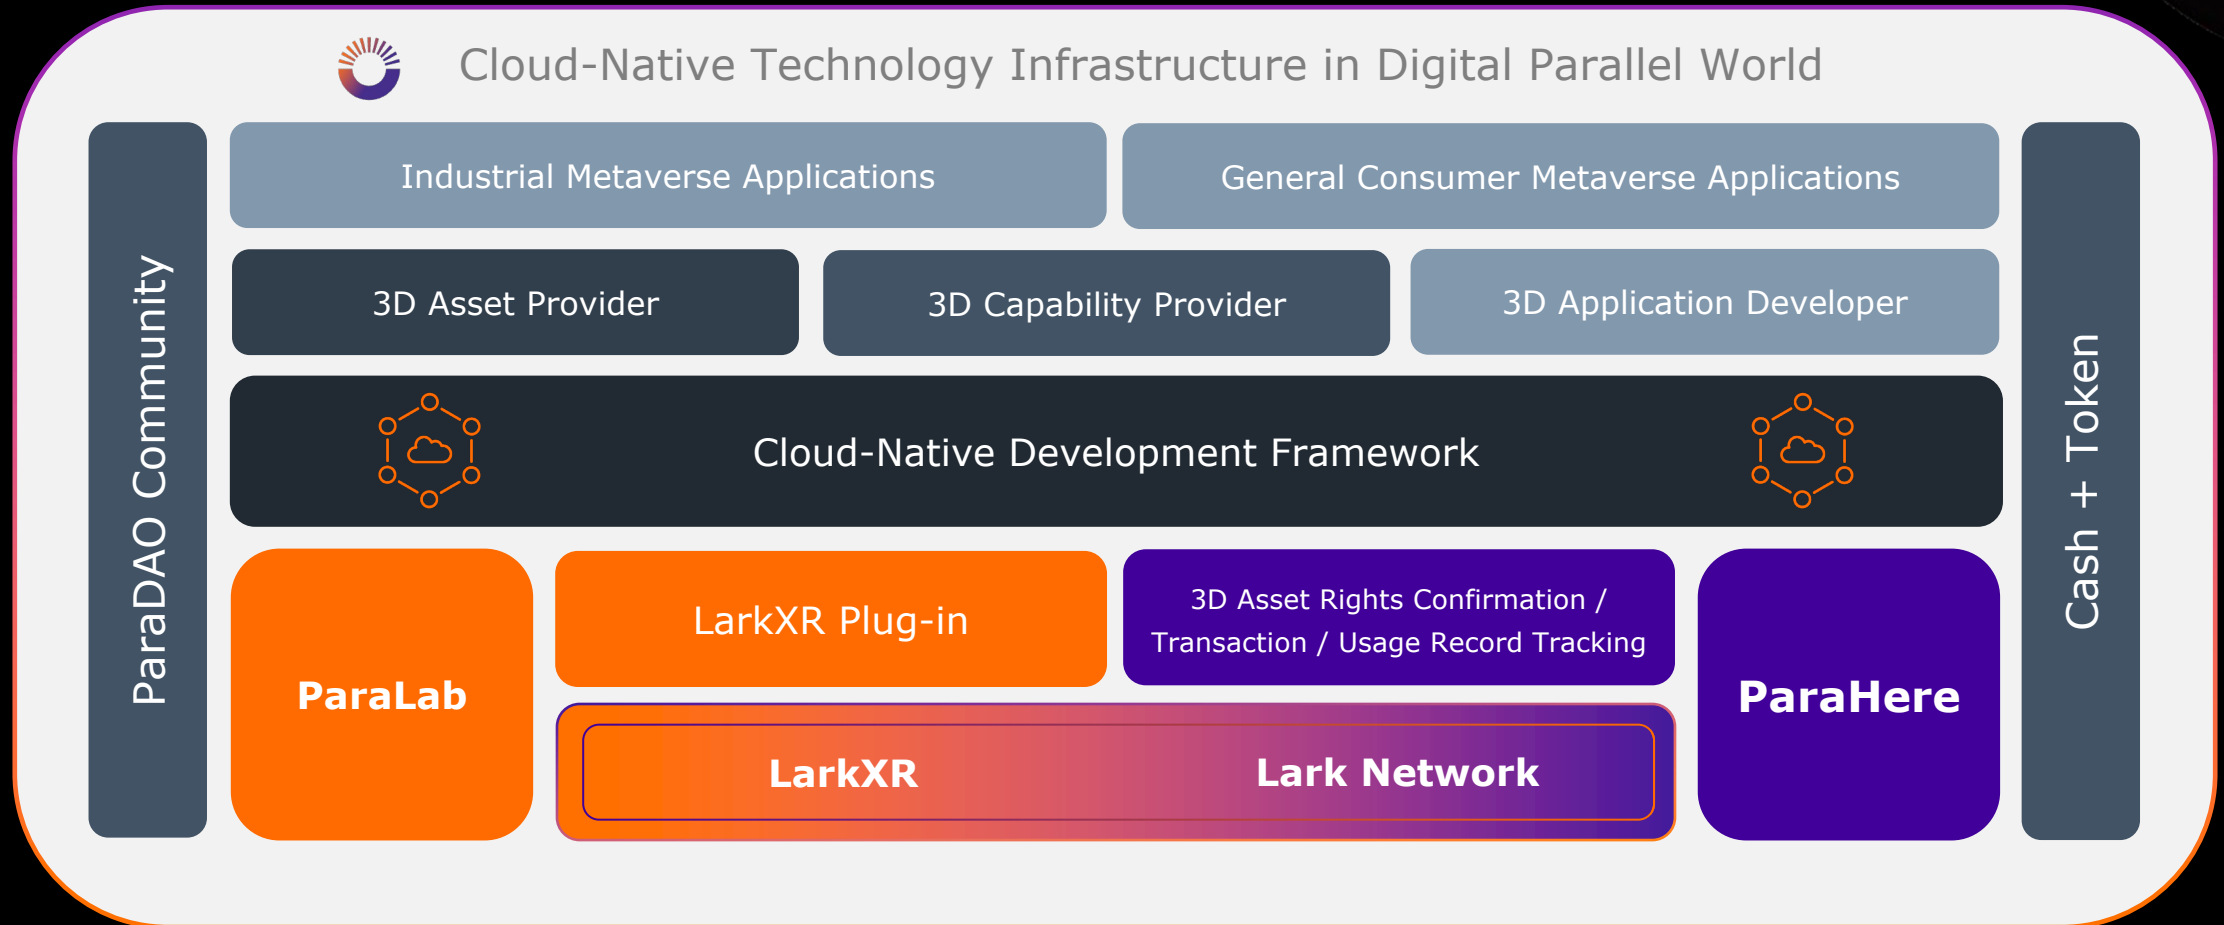 Cloud-Native Technology Infrastructure in Digital Parallel World
ParaDAO Community
Industrial Metaverse Applications
General Consumer Metaverse Applications
3D Asset Provider
3D Capability Provider
3D Application Developer
Cloud-Native Development Framework
ParaLab
LarkXR Plug-in
3D Asset Rights Confirmation /
Transaction / Usage Record Tracking
LarkXR
Lark Network
ParaHere
Cash + Token